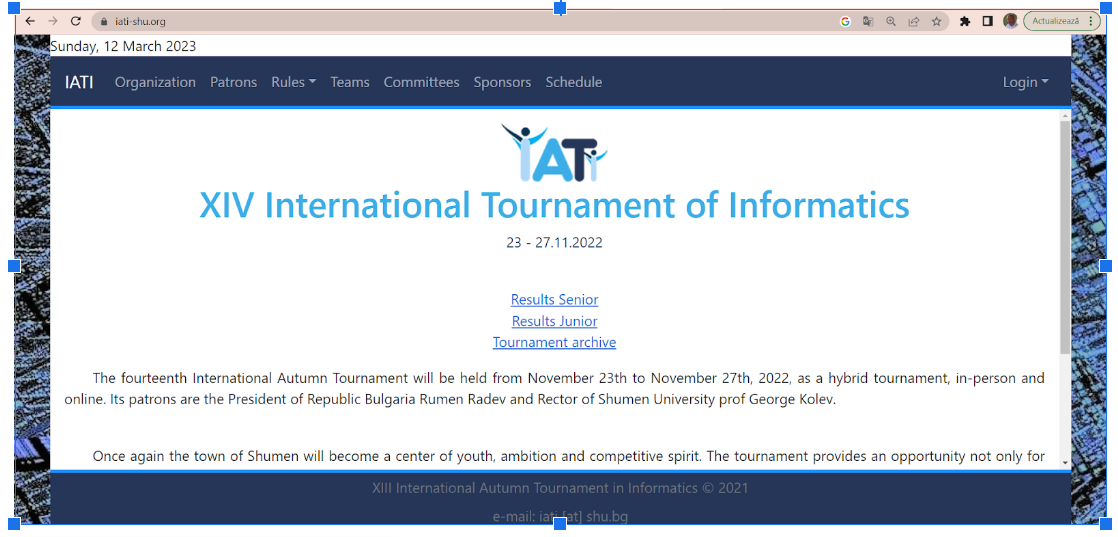 iati-shu.org
Actualizează
Sunday, 12 March 2023
IATI Organization Patrons Rules Teams Committees Sponsors Schedule Login
iATi
XIV International Tournament of Informatics
23 - 27.11.2022
Results Senior
Results Junior
Tournament archive
The fourteenth International Autumn Tournament will be held from November 23th to November 27th, 2022, as a hybrid tournament, in-person and
online. Its patrons are the President of Republic Bulgaria Rumen Radev and Rector of Shumen University prof George Kolev.
Once again the town of Shumen will become a center of youth, ambition and competitive spirit. The tournament provides an opportunity not only for
XIII International Autumn Tournament in Informatics © 2021
e-mail: iati [at] shu.bg